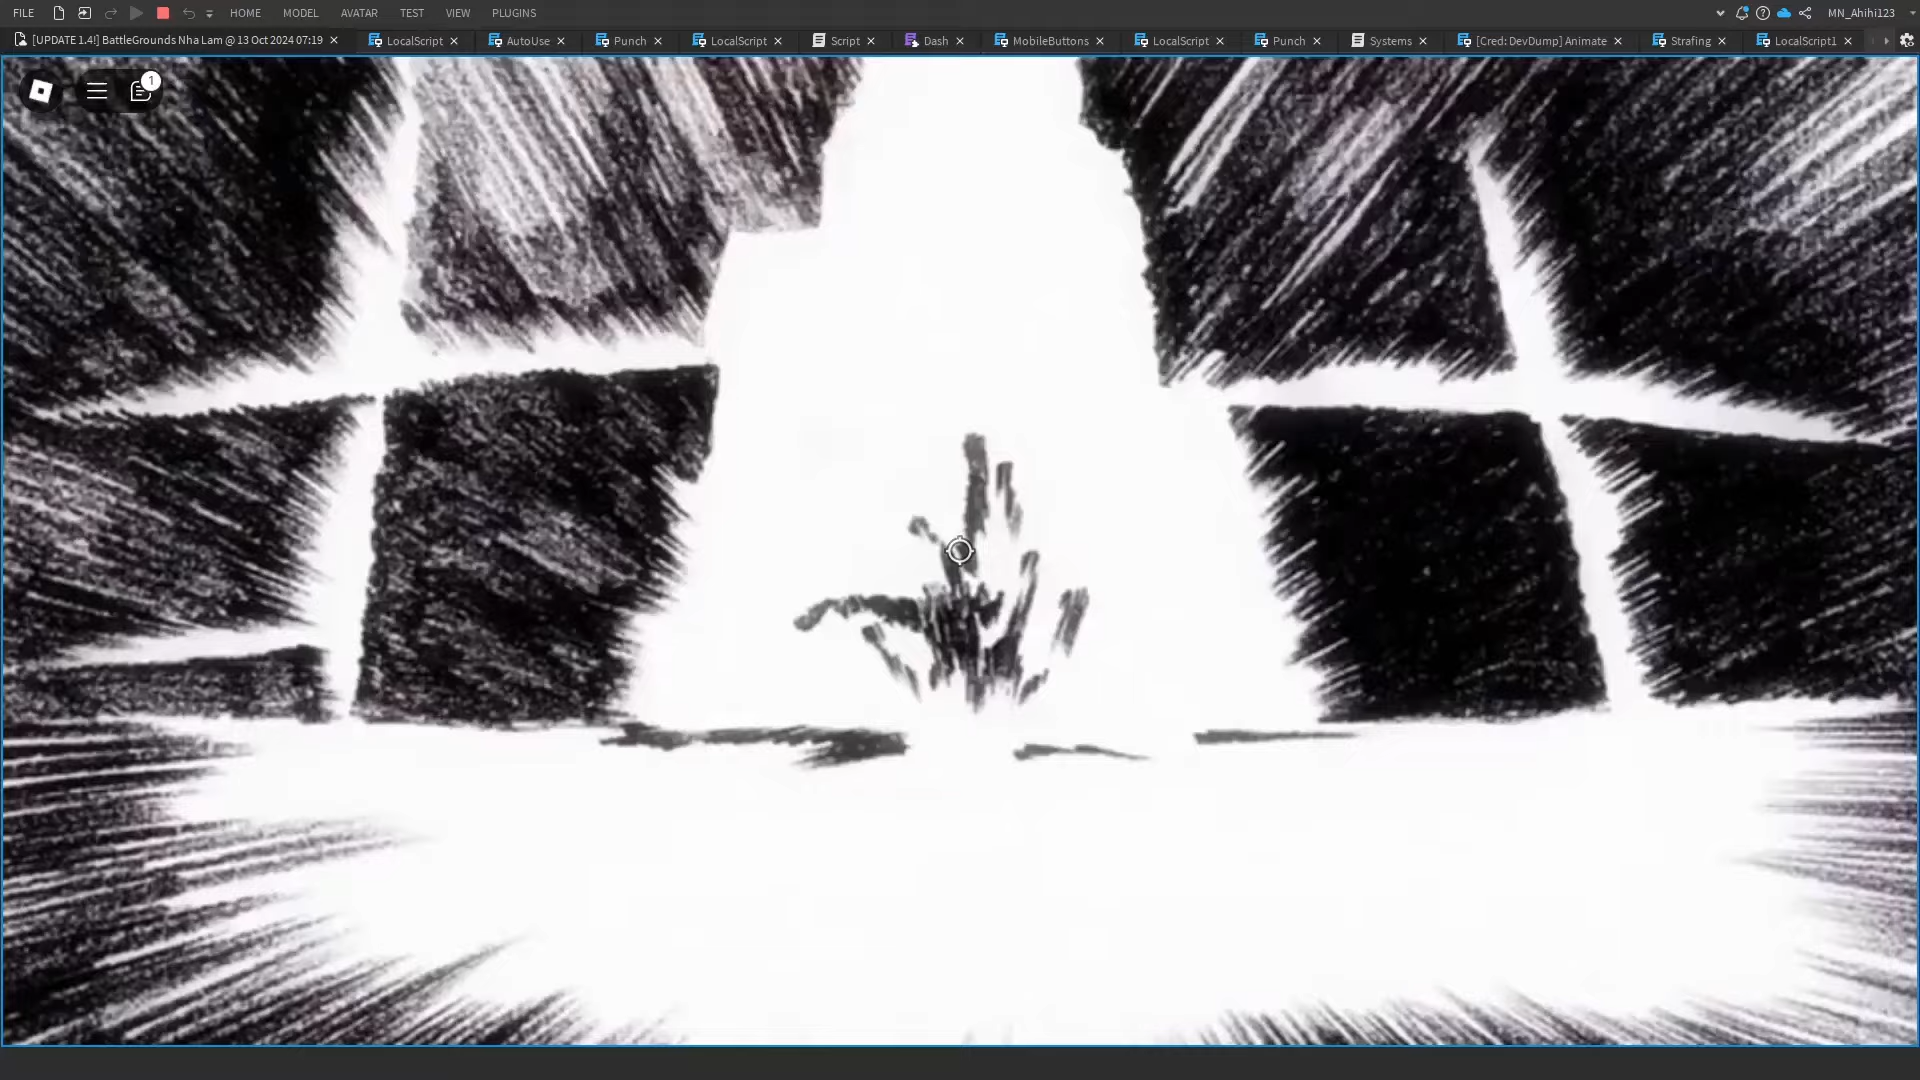 FILE HOME MODEL AVATAR TEST VIEW PLUGINS MN_Ahihi123
[UPDATE 1.4!] BattleGrounds Nha Lam @ 13 Oct 2024 07:19 LocalScript AutoUse Punch LocalScript Script Dash MobileButtons LocalScript Punch Systems [Cred: DevDump] Animate Strafing LocalScript1
1